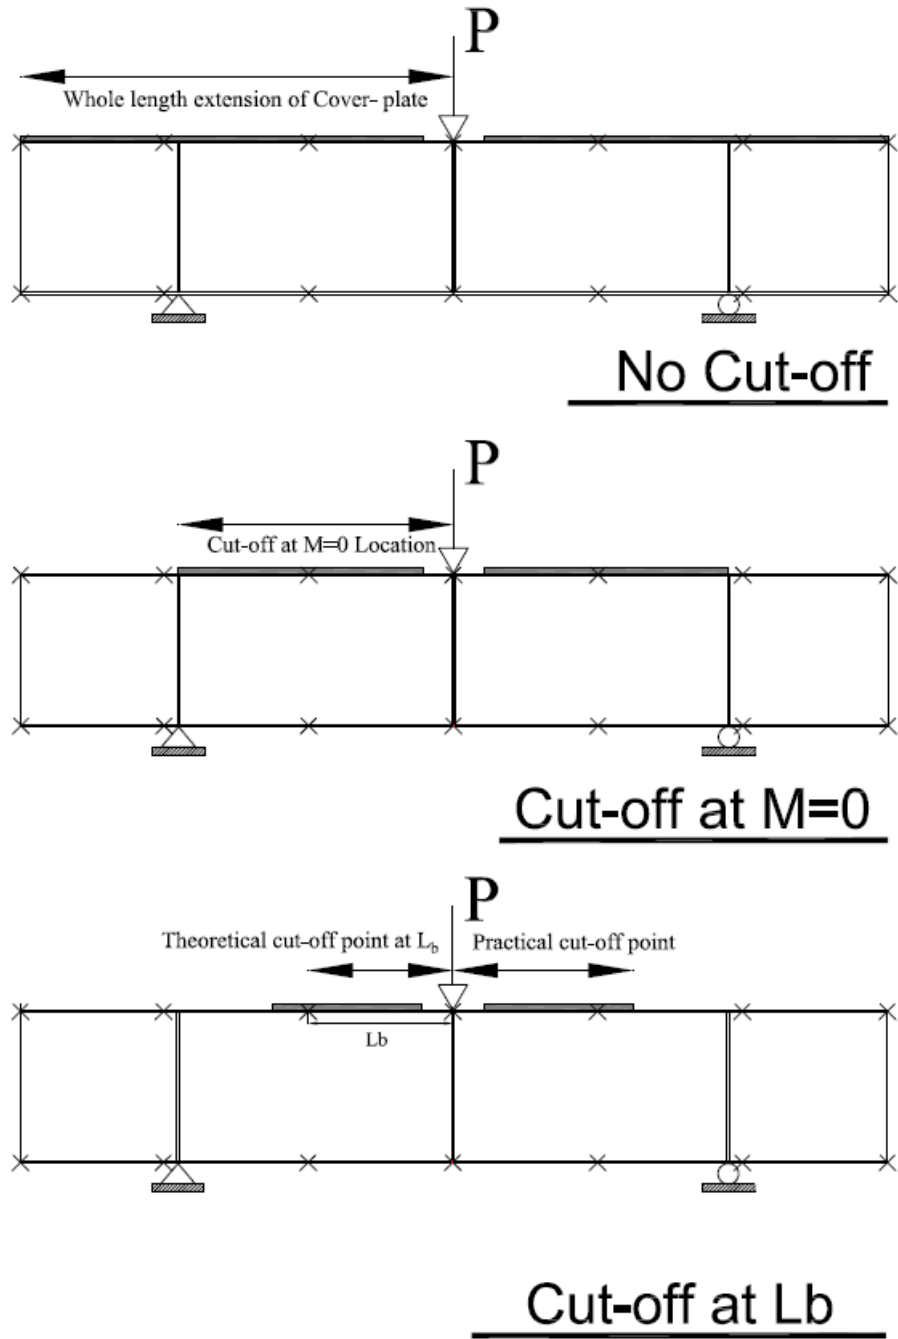 P
Whole length extension of Cover- plate
No Cut-off
P
Cut-off at M=0 Location
Cut-off at M=0
P
Theoretical cut-off point at Lb Practical cut-off point
Lb
Cut-off at Lb